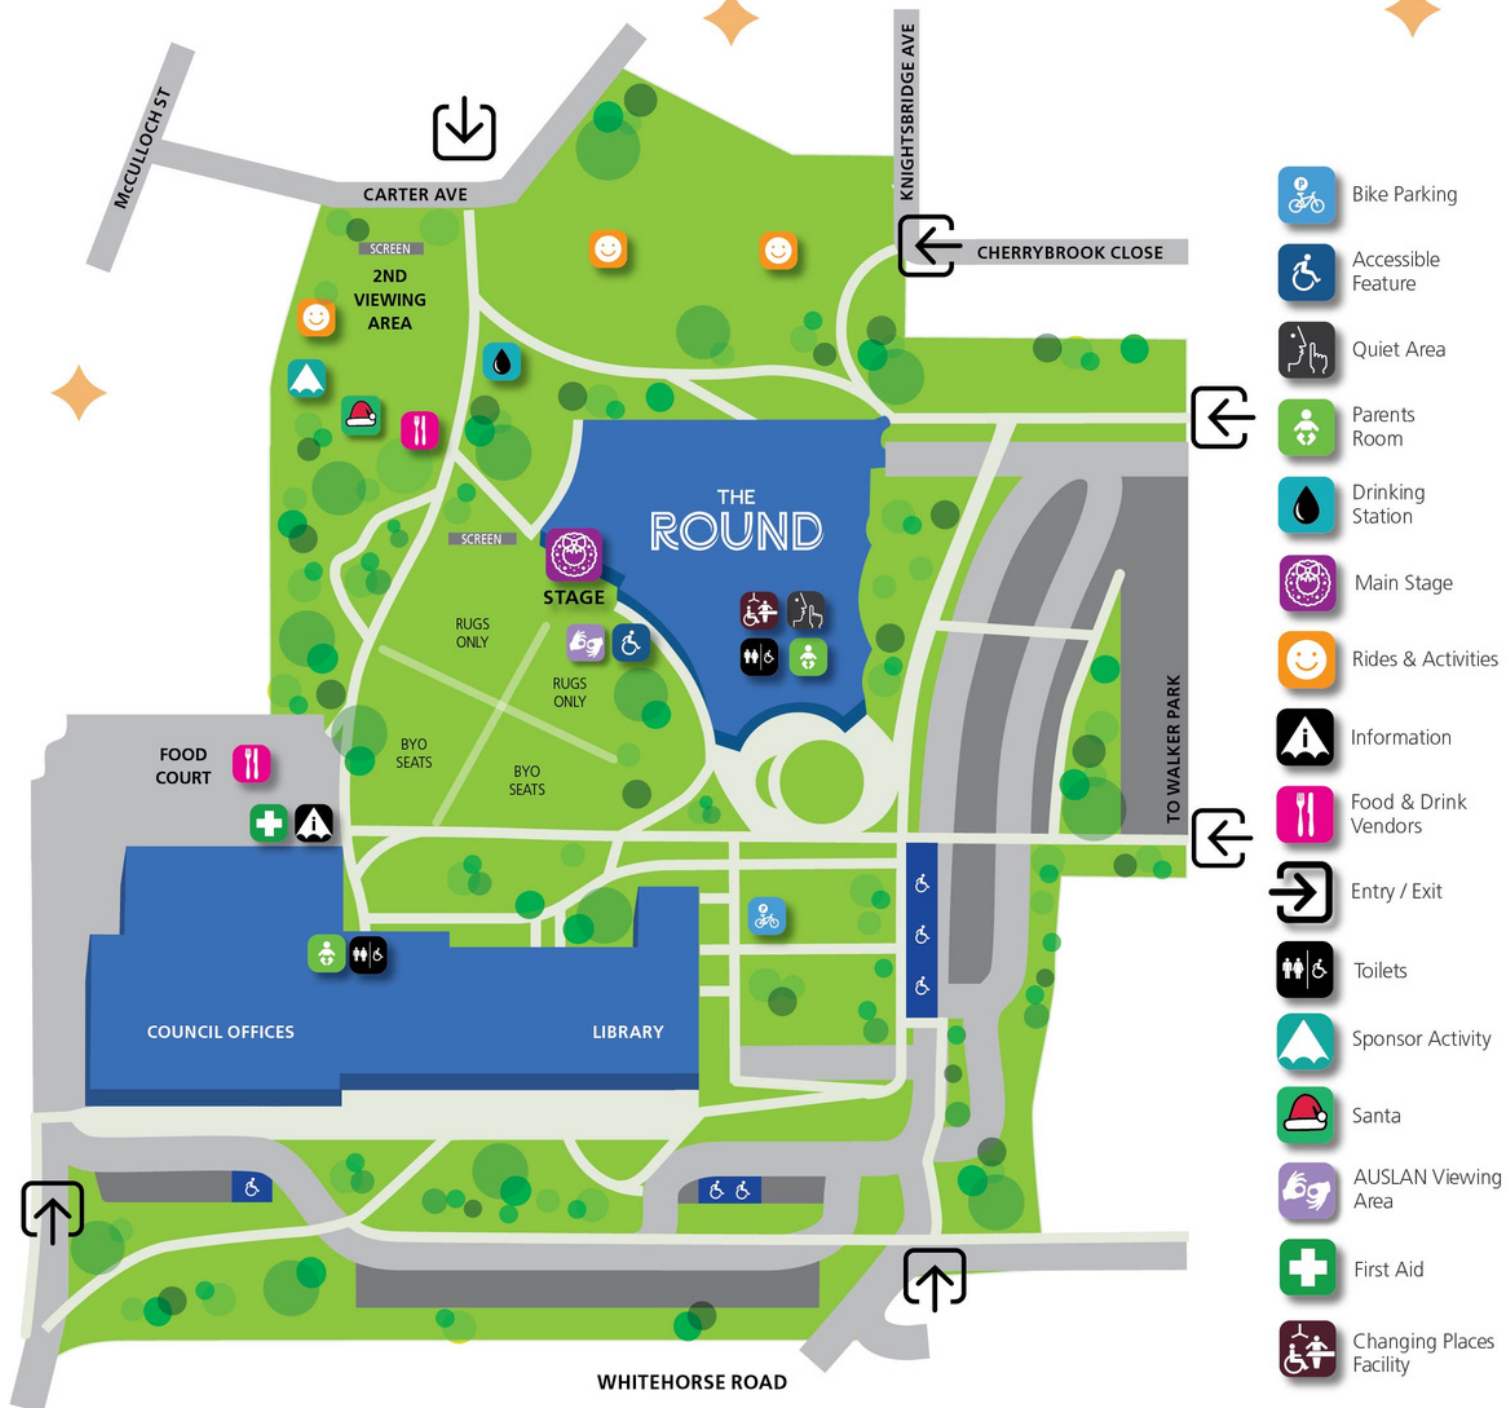 McCULLOCH ST
CARTER AVE
KNIGHTSBRIDGE AVE
CHERRYBROOK CLOSE
SCREEN
2ND
VIEWING
AREA
THE
ROUND
SCREEN
STAGE
RUGS
ONLY
RUGS
ONLY
BYO
SEATS
BYO
SEATS
FOOD
COURT
i
TO WALKER PARK
P
COUNCIL OFFICES
LIBRARY
WHITEHORSE ROAD
P
Bike Parking
Accessible
Feature
Quiet Area
Parents
Room
Drinking
Station
Main Stage
Rides & Activities
i
Information
Food & Drink
Vendors
Entry / Exit
Toilets
Sponsor Activity
Santa
AUSLAN Viewing
Area
First Aid
Changing Places
Facility